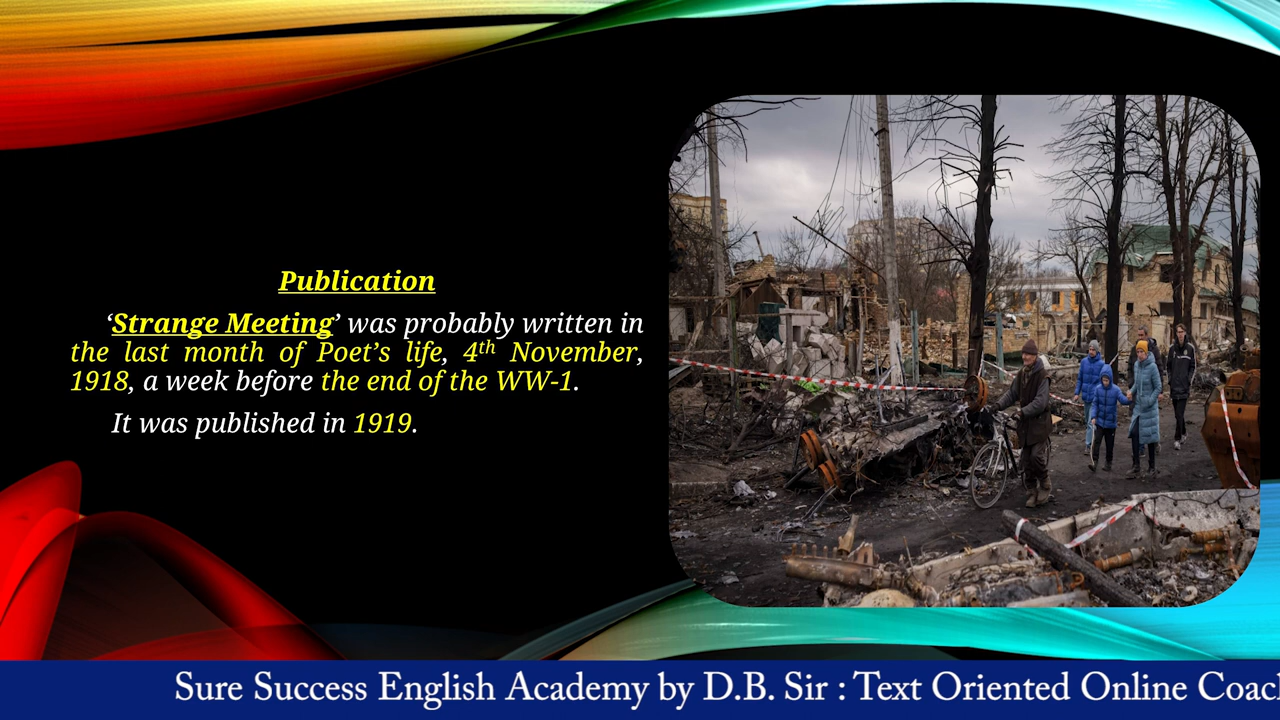 Publication
‘Strange Meeting’ was probably written in
the last month of Poet’s life, 4th November,
1918, a week before the end of the WW-1.
It was published in 1919.
Sure Success English Academy by D.B. Sir : Text Oriented Online Coach